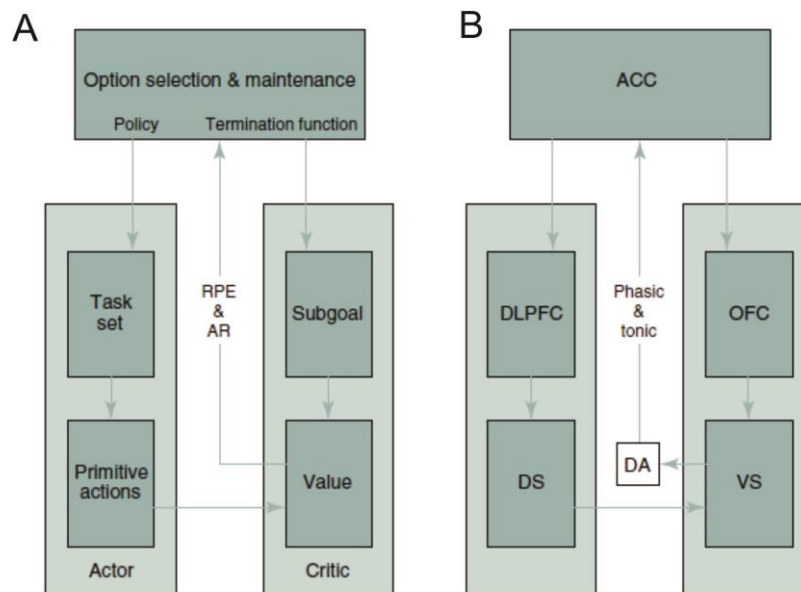 A
Option selection & maintenance
Policy Termination function
Task
set
RPE
&
AR
Subgoal
Primitive
actions
Value
Actor
Critic
B
ACC
DLPFC
Phasic
&
tonic
OFC
DS
DA
VS